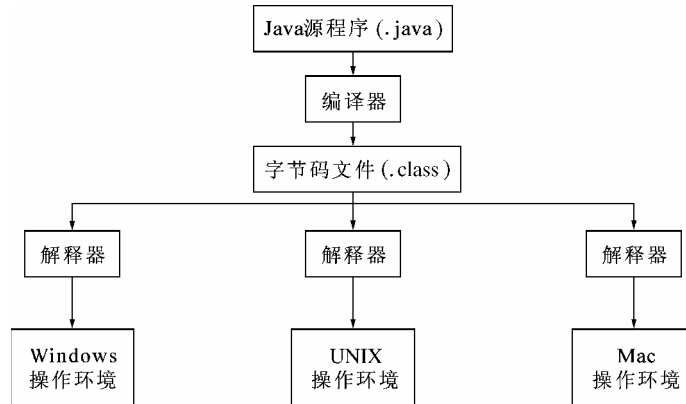 Java源程序(.java)
编译器
字节码文件(.class)
解释器
解释器
解释器
Windows
操作环境
UNIX
操作环境
Mac
操作环境